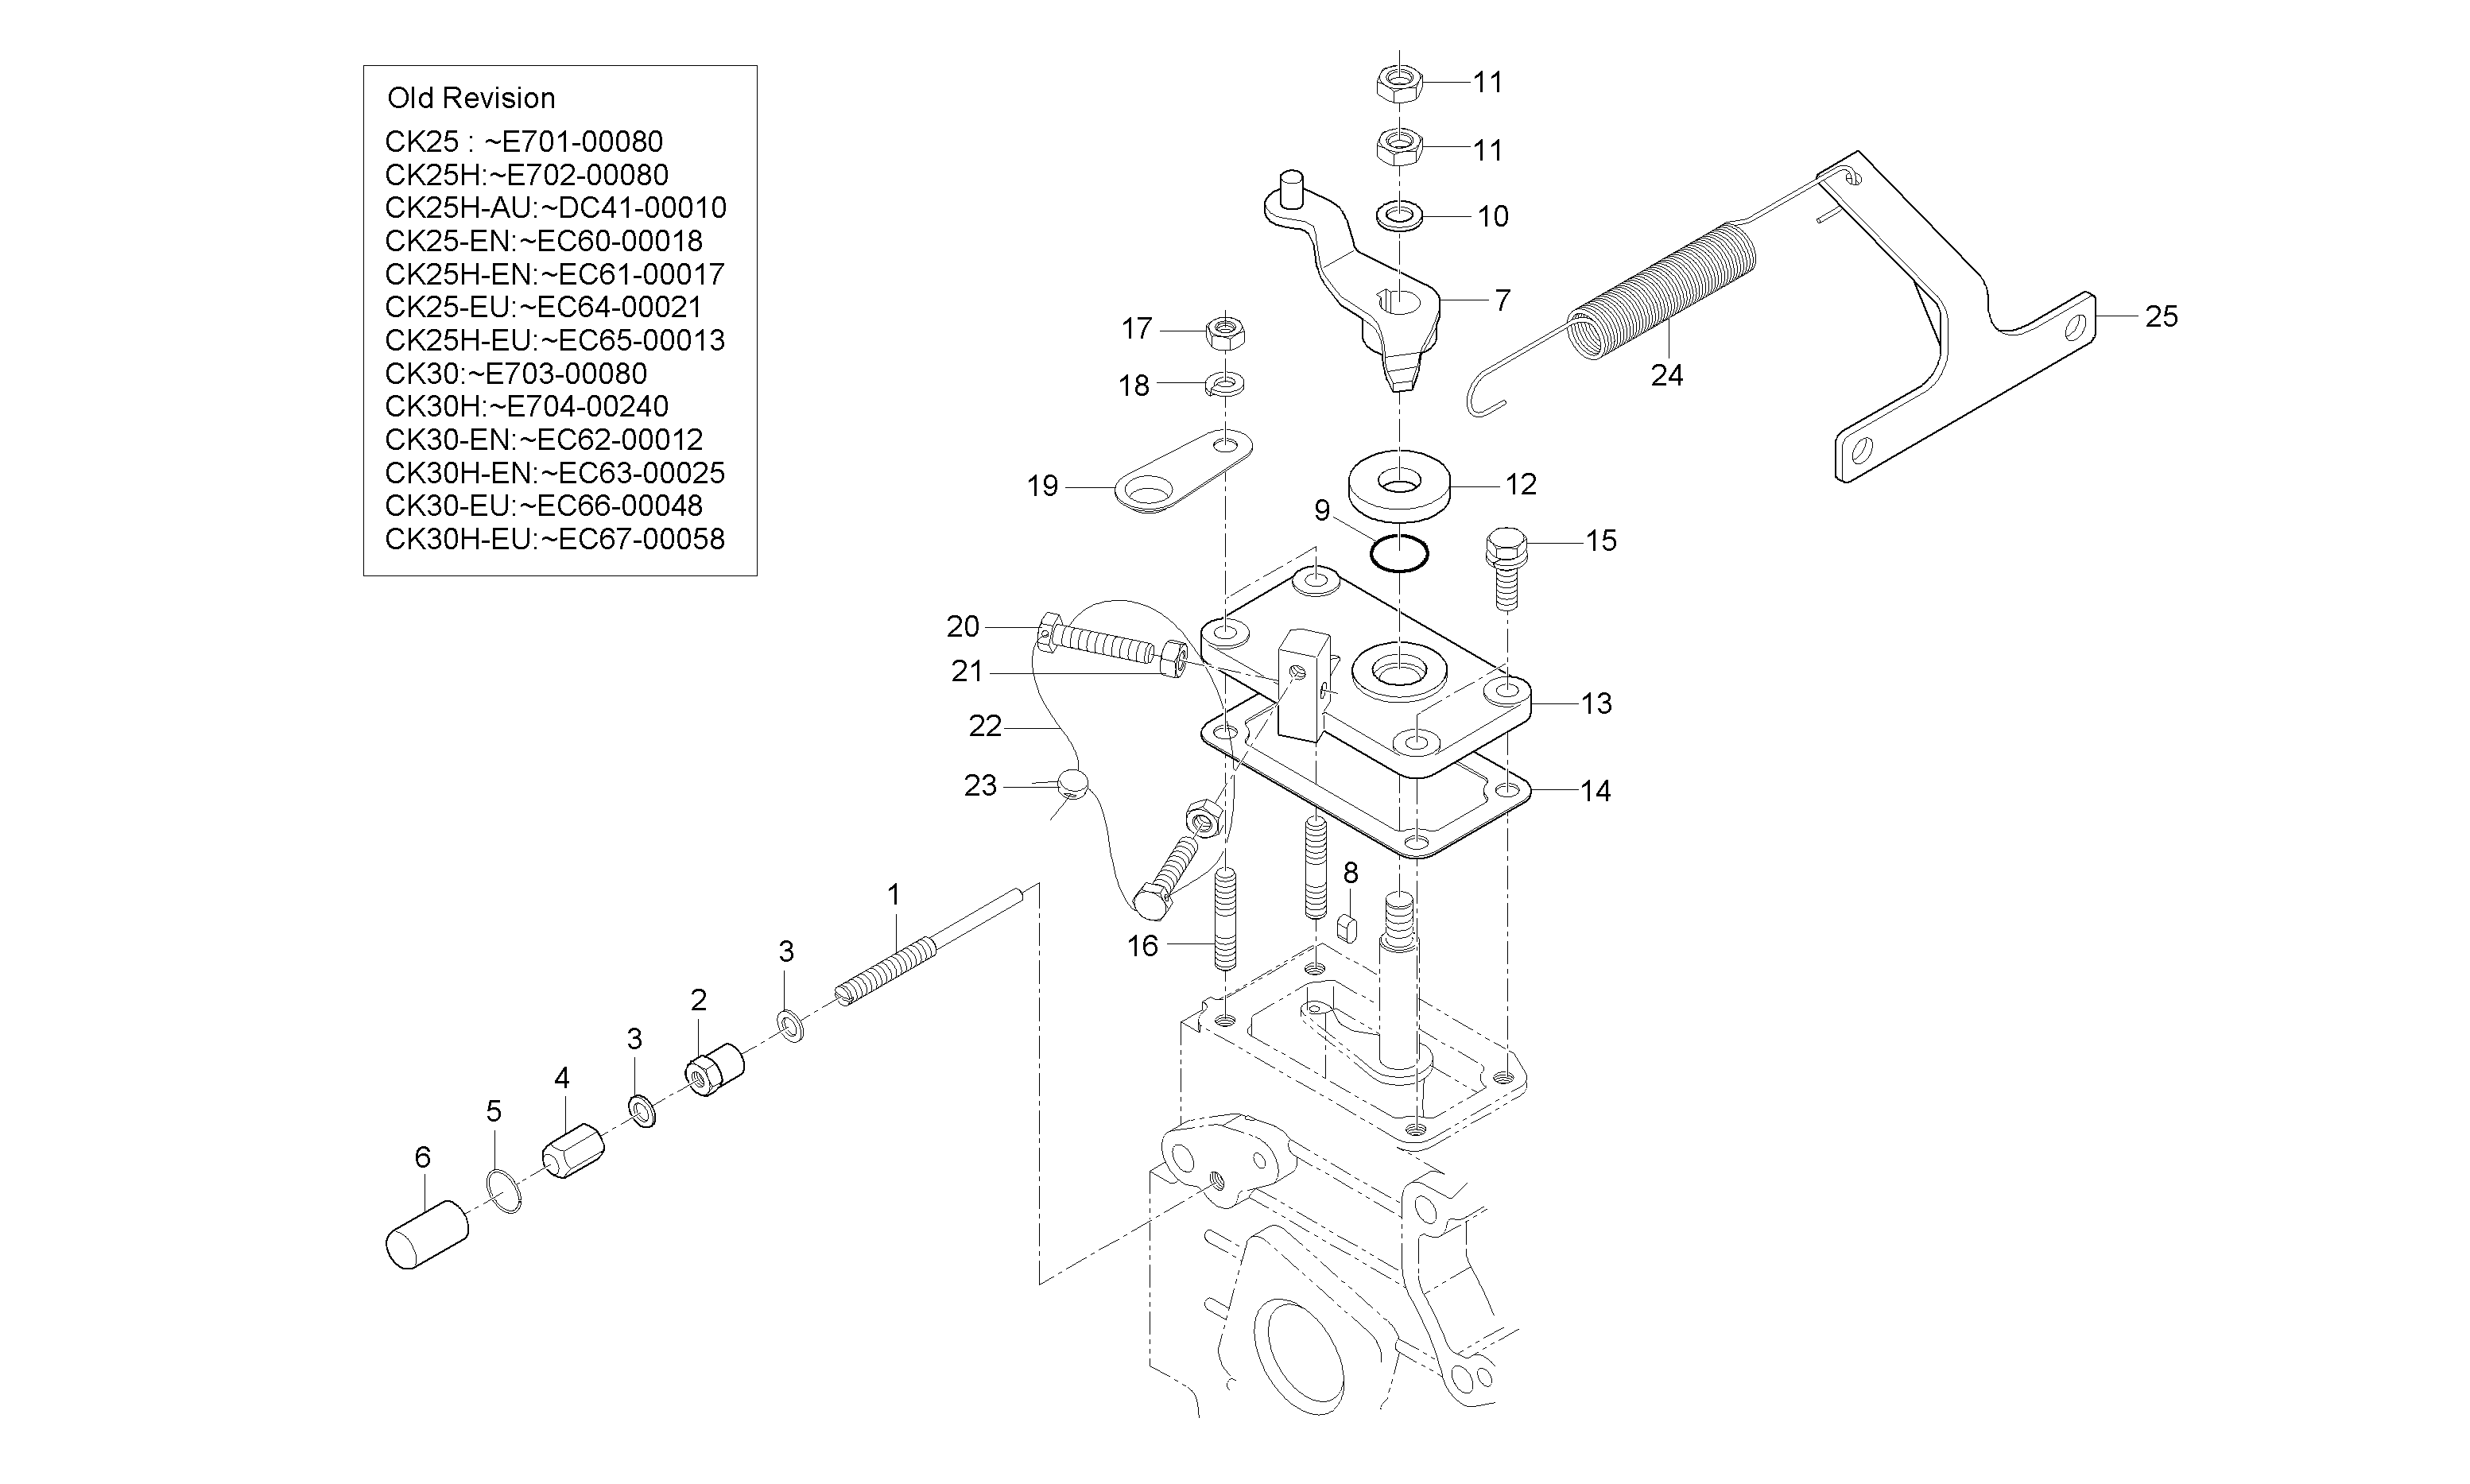 Old Revision
CK25 : ~E701-00080
CK25H:~E702-00080
CK25H-AU:~DC41-00010
CK25-EN:~EC60-00018
CK25H-EN:~EC61-00017
CK25-EU:~EC64-00021
CK25H-EU:~EC65-00013
CK30:~E703-00080
CK30H:~E704-00240
CK30-EN:~EC62-00012
CK30H-EN:~EC63-00025
CK30-EU:~EC66-00048
CK30H-EU:~EC67-00058
11
11
10
7
17
18
19
24
25
12
9
15
20
21
22
23
13
14
8
16
1
3
2
3
4
5
6